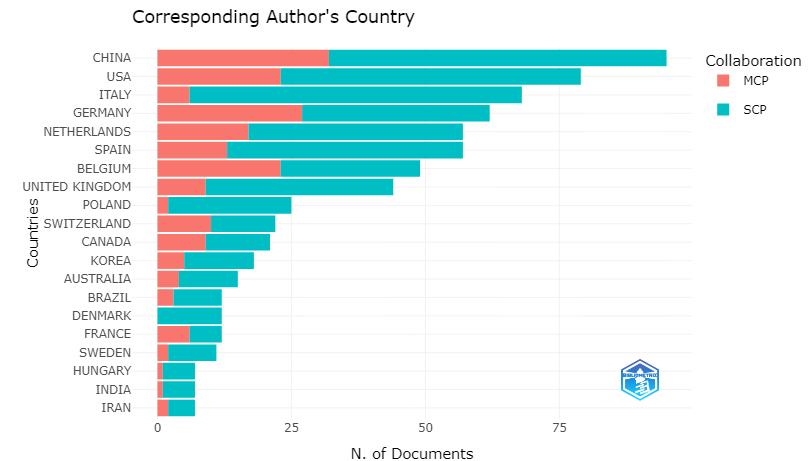 Corresponding Author's Country
Collaboration
MCP
SCP
Countries
CHINA
USA
ITALY
GERMANY
NETHERLANDS
SPAIN
BELGIUM
UNITED KINGDOM
POLAND
SWITZERLAND
CANADA
KOREA
AUSTRALIA
BRAZIL
DENMARK
FRANCE
SWEDEN
HUNGARY
INDIA
IRAN
BIBLIOMETRIX
0 25 50 75
N. of Documents